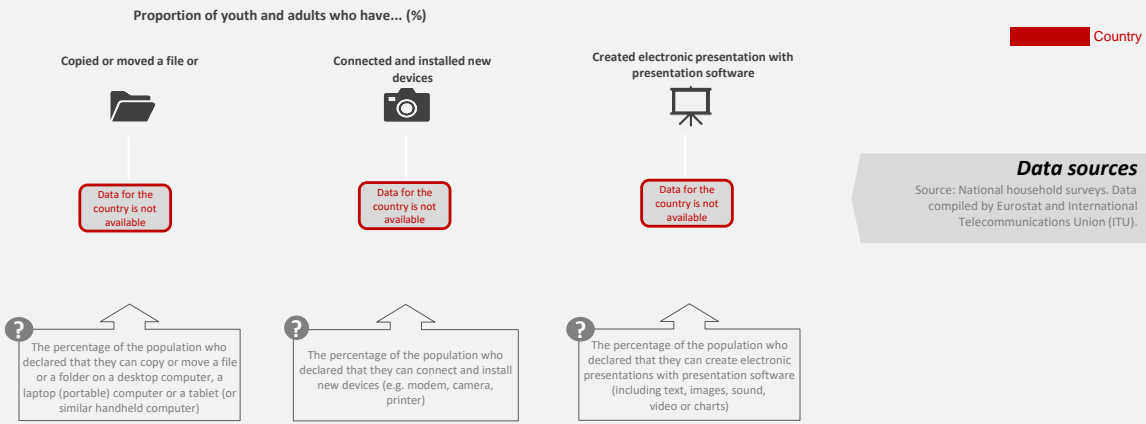 Proportion of youth and adults who have... (%)
Country
Copied or moved a file or
Connected and installed new
devices
Created electronic presentation with
presentation software
Data for the
country is not
available
Data for the
country is not
available
Data for the
country is not
available
Data sources
Source: National household surveys. Data
compiled by Eurostat and International
Telecommunications Union (ITU).
?
The percentage of the population who
declared that they can copy or move a file
or a folder on a desktop computer, a
laptop (portable) computer or a tablet (or
similar handheld computer)
?
The percentage of the population who
declared that they can connect and install
new devices (e.g. modem, camera,
printer)
?
The percentage of the population who
declared that they can create electronic
presentations with presentation software
(including text, images, sound,
video or charts)